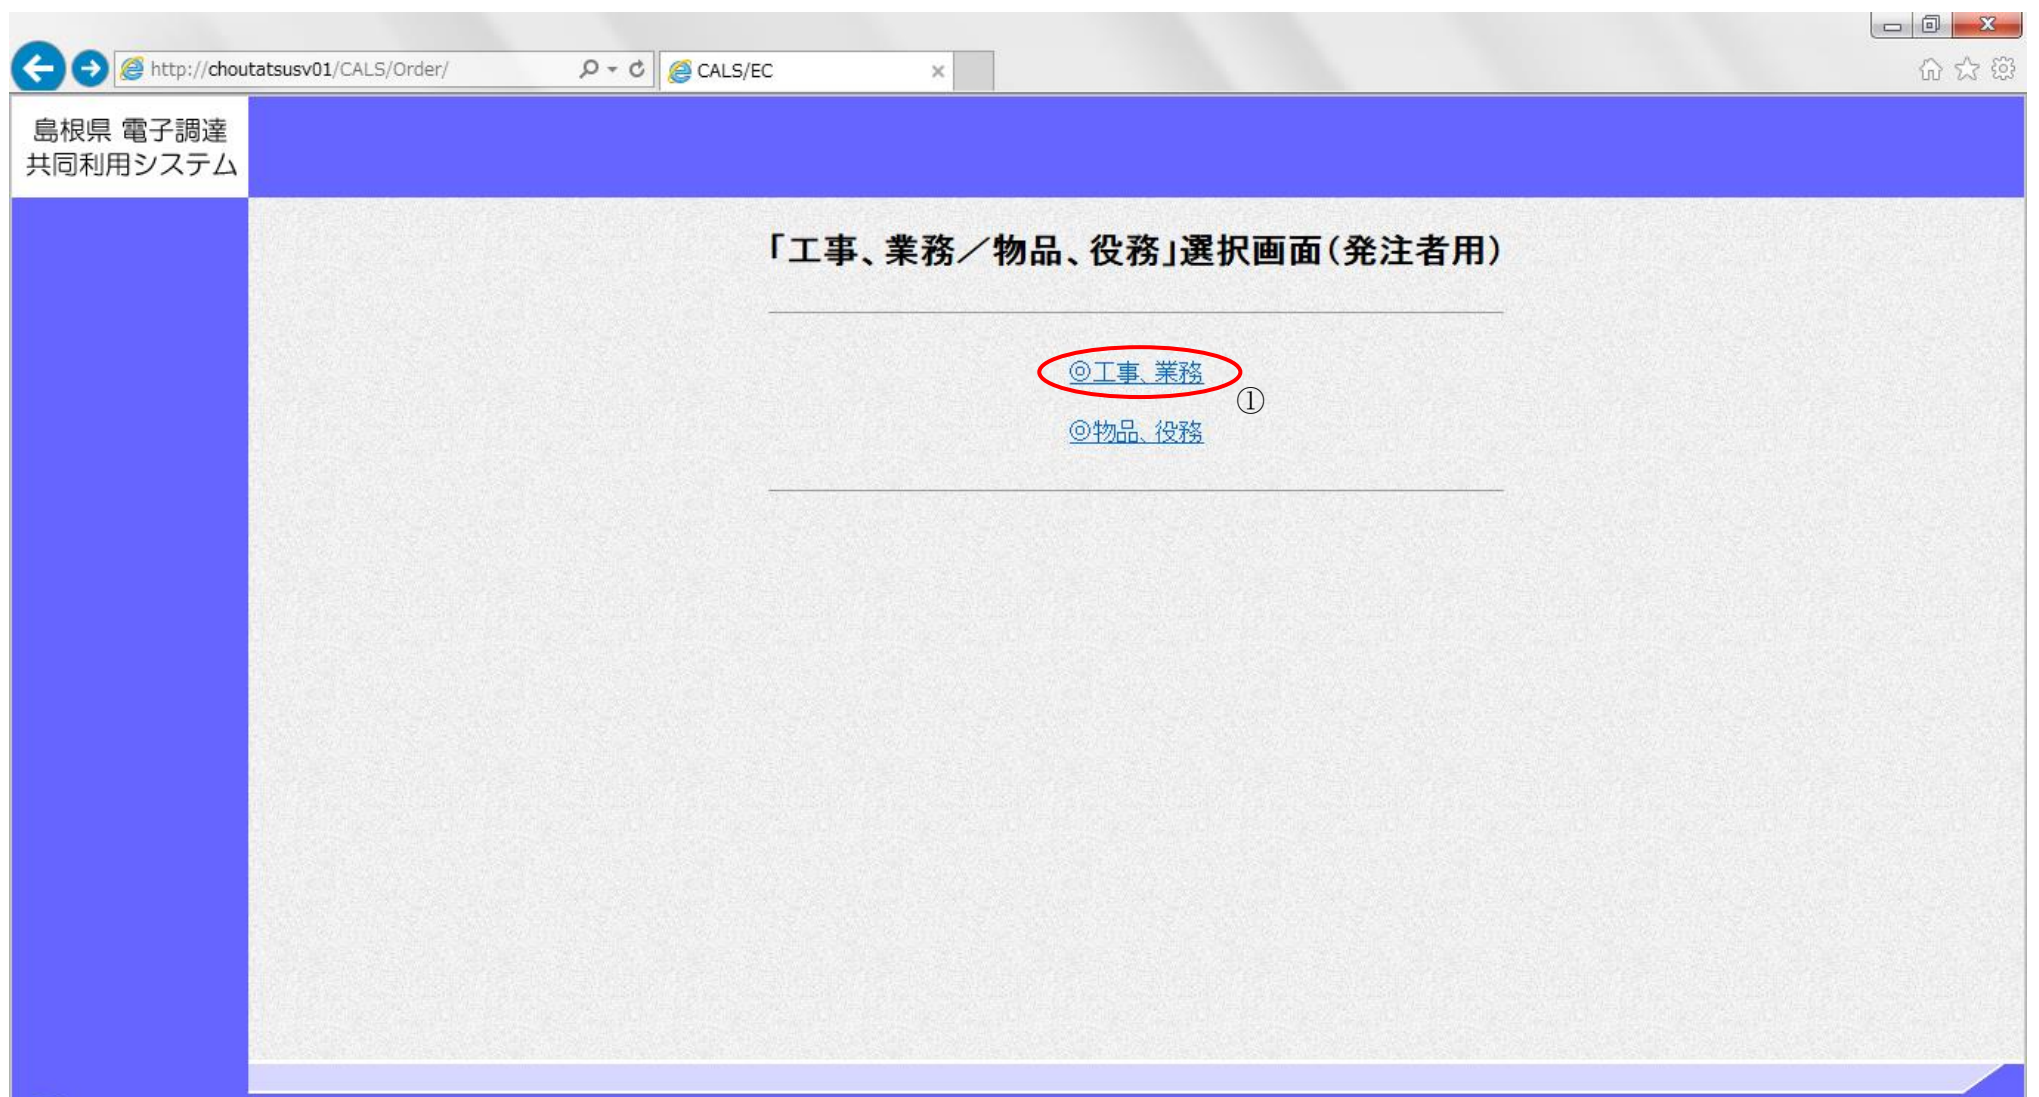 http://choutatsusv01/CALS/Order/
CALS/EC
島根県 電子調達
共同利用システム
「工事、業務／物品、役務」選択画面(発注者用)
◎工事、業務
①
◎物品、役務